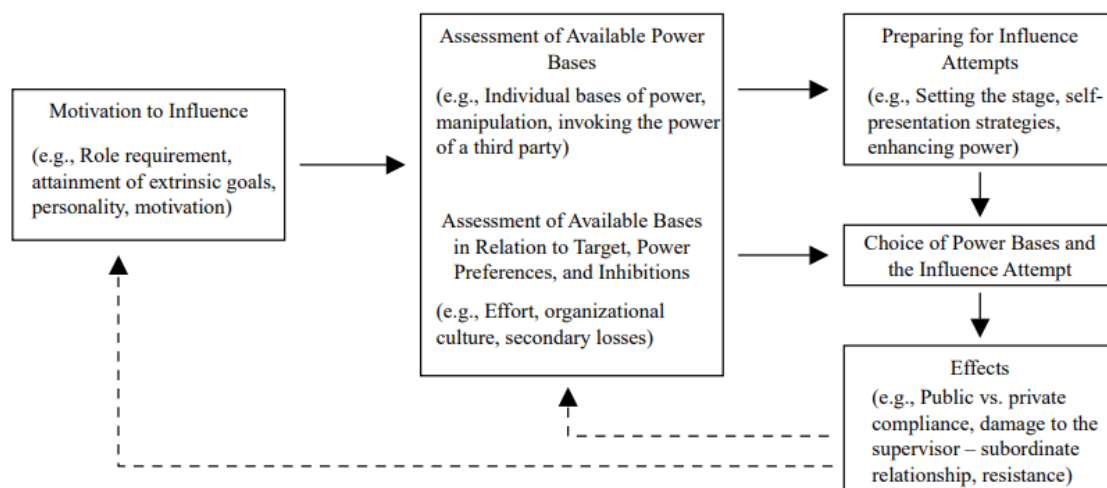 Motivation to Influence
(e.g., Role requirement,
attainment of extrinsic goals,
personality, motivation)
Assessment of Available Power
Bases
(e.g., Individual bases of power,
manipulation, invoking the power
of a third party)
Assessment of Available Bases
in Relation to Target, Power
Preferences, and Inhibitions
(e.g., Effort, organizational
culture, secondary losses)
Preparing for Influence
Attempts
(e.g., Setting the stage, self-
presentation strategies,
enhancing power)
Choice of Power Bases and
the Influence Attempt
Effects
(e.g., Public vs. private
compliance, damage to the
supervisor – subordinate
relationship, resistance)